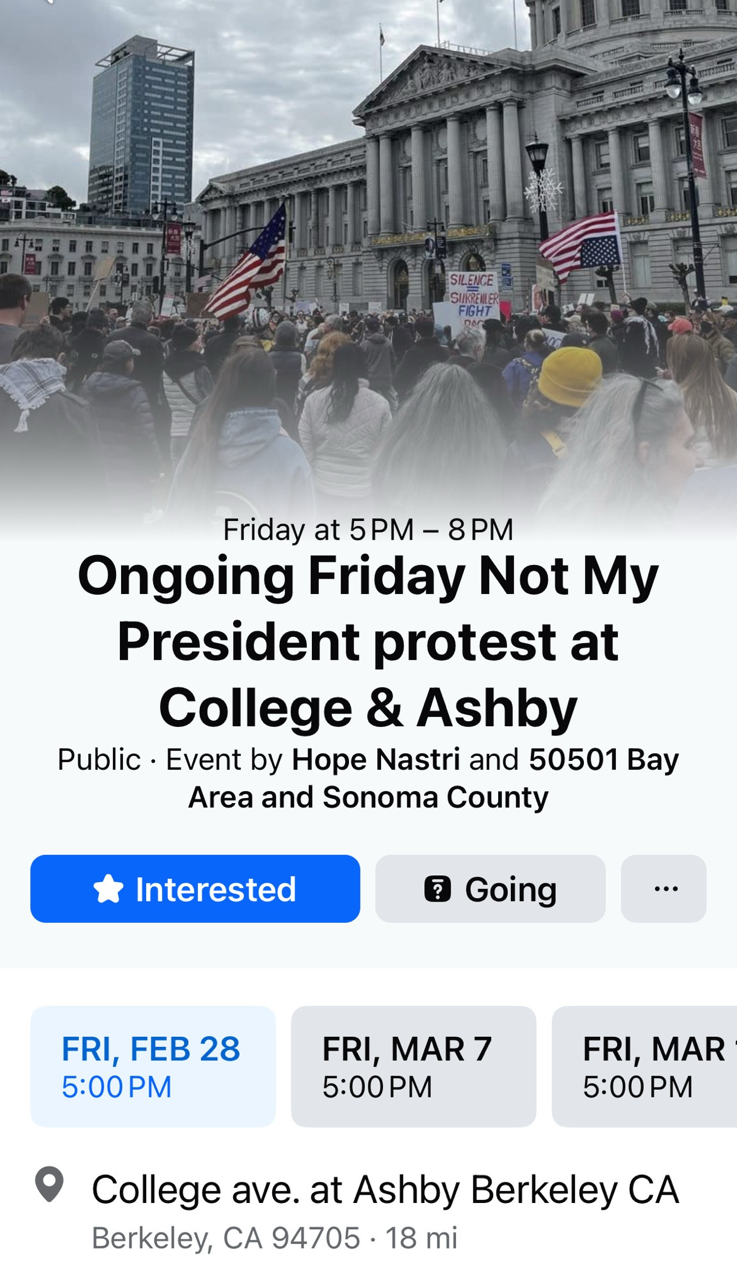 SILENCE
=
SURRENDER
FIGHT
Friday at 5 PM – 8 PM
Ongoing Friday Not My
President protest at
College & Ashby
Public · Event by Hope Nastri and 50501 Bay
Area and Sonoma County
Interested
Going
FRI, FEB 28
5:00 PM
FRI, MAR 7
5:00 PM
FRI, MAR
5:00 PM
College ave. at Ashby Berkeley CA
Berkeley, CA 94705 · 18 mi